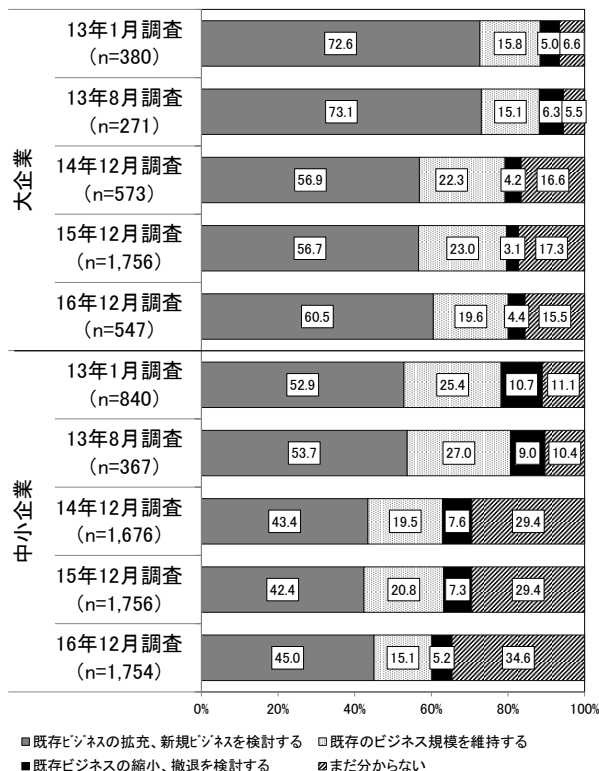 大企業
13年1月調査
(n=380)
72.6 15.8 5.0 6.6
13年8月調査
(n=271)
73.1 15.1 6.3 5.5
14年12月調査
(n=573)
56.9 22.3 4.2 16.6
15年12月調査
(n=1,756)
56.7 23.0 3.1 17.3
16年12月調査
(n=547)
60.5 19.6 4.4 15.5
中小企業
13年1月調査
(n=840)
52.9 25.4 10.7 11.1
13年8月調査
(n=367)
53.7 27.0 9.0 10.4
14年12月調査
(n=1,676)
43.4 19.5 7.6 29.4
15年12月調査
(n=1,756)
42.4 20.8 7.3 29.4
16年12月調査
(n=1,754)
45.0 15.1 5.2 34.6
0% 20% 40% 60% 80% 100%
既存ﾋﾞｼﾞﾈｽの拡充、新規ﾋﾞｼﾞﾈｽを検討する 既存のビジネス規模を維持する
既存ビジネスの縮小、撤退を検討する まだ分からない